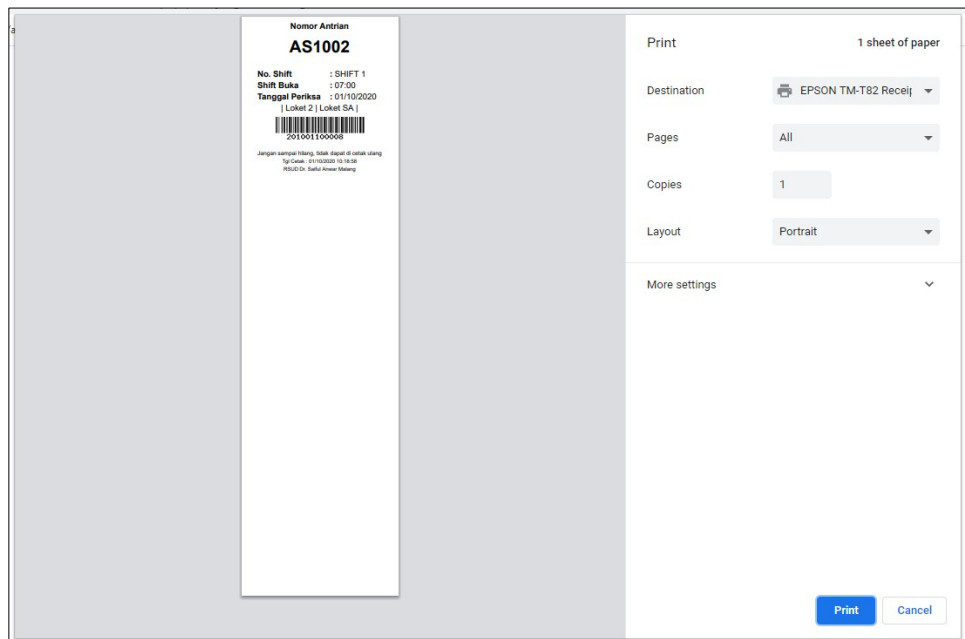 Nomor Antrian
AS1002
No. Shift : SHIFT 1
Shift Buka : 07:00
Tanggal Periksa : 01/10/2020
| Loket 2 | Loket SA |
201001100008
Jangan sampai hilang, tidak dapat di cetak ulang
Tgl Cetak : 01/10/2020 10:18:58
RSUD Dr. Saiful Anwar Malang
Print 1 sheet of paper
Destination EPSON TM-T82 Receip
Pages All
Copies 1
Layout Portrait
More settings
Print Cancel